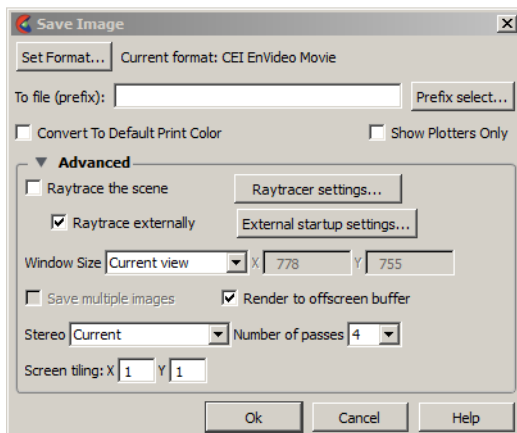 Save Image
Set Format... Current format: CEI EnVideo Movie
To file (prefix): Prefix select...
Convert To Default Print Color Show Plotters Only
Advanced
Raytrace the scene Raytracer settings...
Raytrace externally External startup settings...
Window Size Current view X 778 Y 755
Save multiple images Render to offscreen buffer
Stereo Current Number of passes 4
Screen tiling: X 1 Y 1
Ok Cancel Help